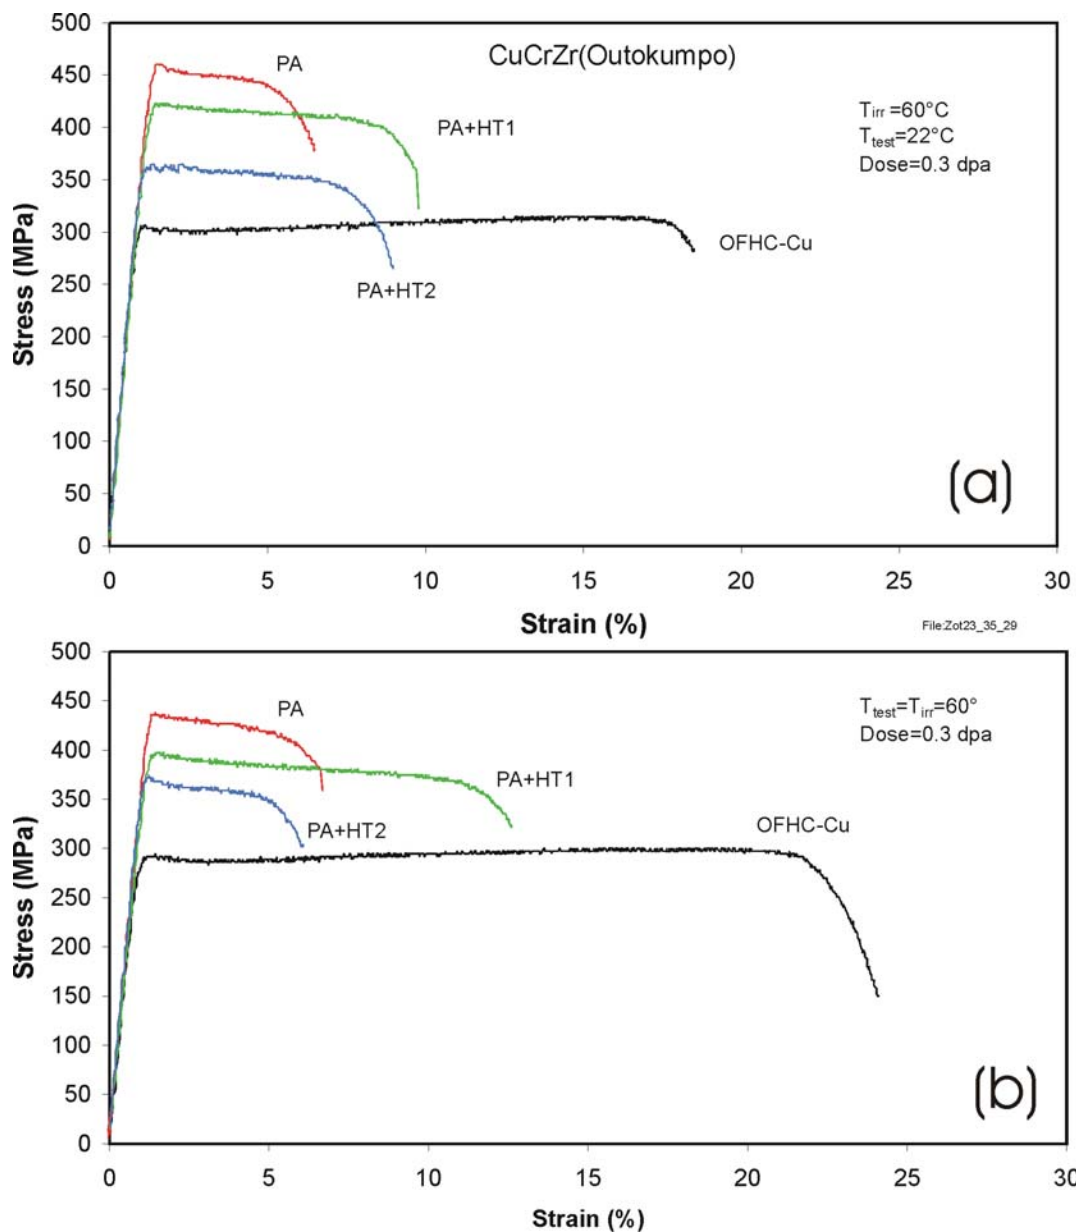 500
(a)
450
PA
CuCrZr(Outokumpo)
400
PA+HT1
Tirr =60°C
Ttest=22°C
Dose=0.3 dpa
350
300
OFHC-Cu
250
PA+HT2
200
150
100
50
0
Stress (MPa)
0 5 10 15 20 25 30
Strain (%)
File:Zot23_35_29
500
450
PA
Ttest=Tirr=60°
Dose=0.3 dpa
400
PA+HT1
350
PA+HT2
OFHC-Cu
300
250
200
150
100
50
0
Stress (MPa)
(b)
0 5 10 15 20 25 30
Strain (%)